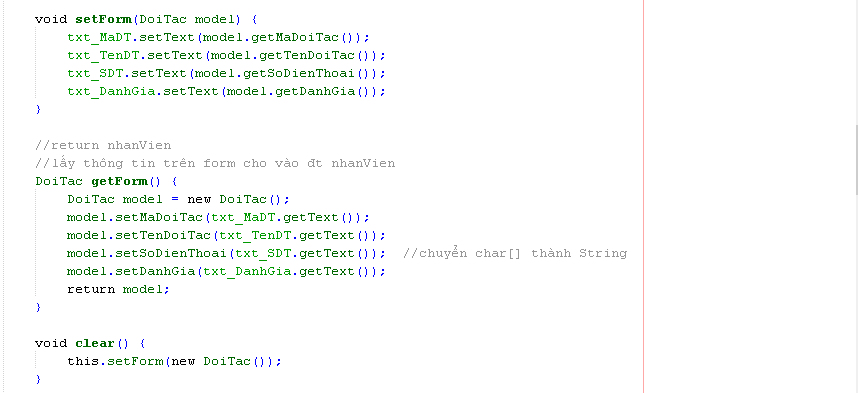 void setForm(DoiTac model) {
txt_MaDT.setText(model.getMaDoiTac());
txt_TenDT.setText(model.getTenDoiTac());
txt_SDT.setText(model.getSoDienThoai());
txt_DanhGia.setText(model.getDanhGia());
}
//return nhanVien
//lấy thông tin trên form cho vào đt nhanVien
DoiTac getForm() {
DoiTac model = new DoiTac();
model.setMaDoiTac(txt_MaDT.getText());
model.setTenDoiTac(txt_TenDT.getText());
model.setSoDienThoai(txt_SDT.getText());  //chuyển char[] thành String
model.setDanhGia(txt_DanhGia.getText());
return model;
}
void clear() {
this.setForm(new DoiTac());
}